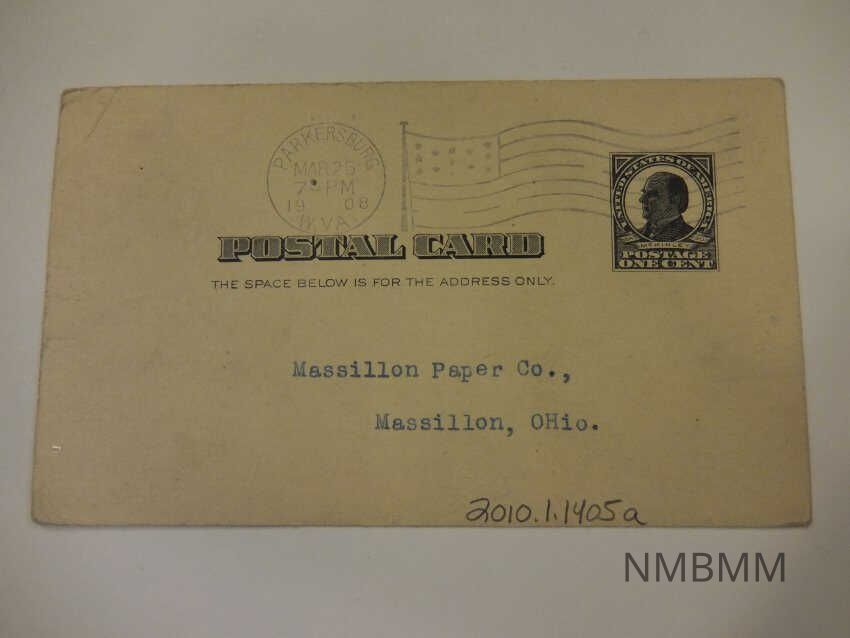 PARKERSBURG
MAR 25
7 PM
19 08
W.VA.
UNITED STATES OF AMERICA
McKINLEY
POSTAGE
ONE CENT
POSTAL CARD
THE SPACE BELOW IS FOR THE ADDRESS ONLY.
Massillon Paper Co.,
Massillon, OHio.
2010.1.1405a
NMBMM